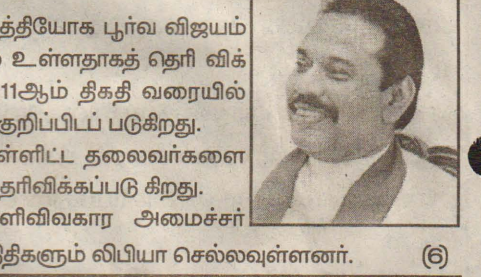 த்தியோக பூர்வ விஜயம்
உள்ளதாகத் தெரி விக்
11ஆம் திகதி வரையில்
குறிப்பிடப் படுகிறது.
ள்ளிட்ட தலைவர்களை
தரிவிக்கப்படு கிறது.
ளிவிவகார அமைச்சர்
நிதிகளும் லிபியா செல்லவுள்ளனர். (6)